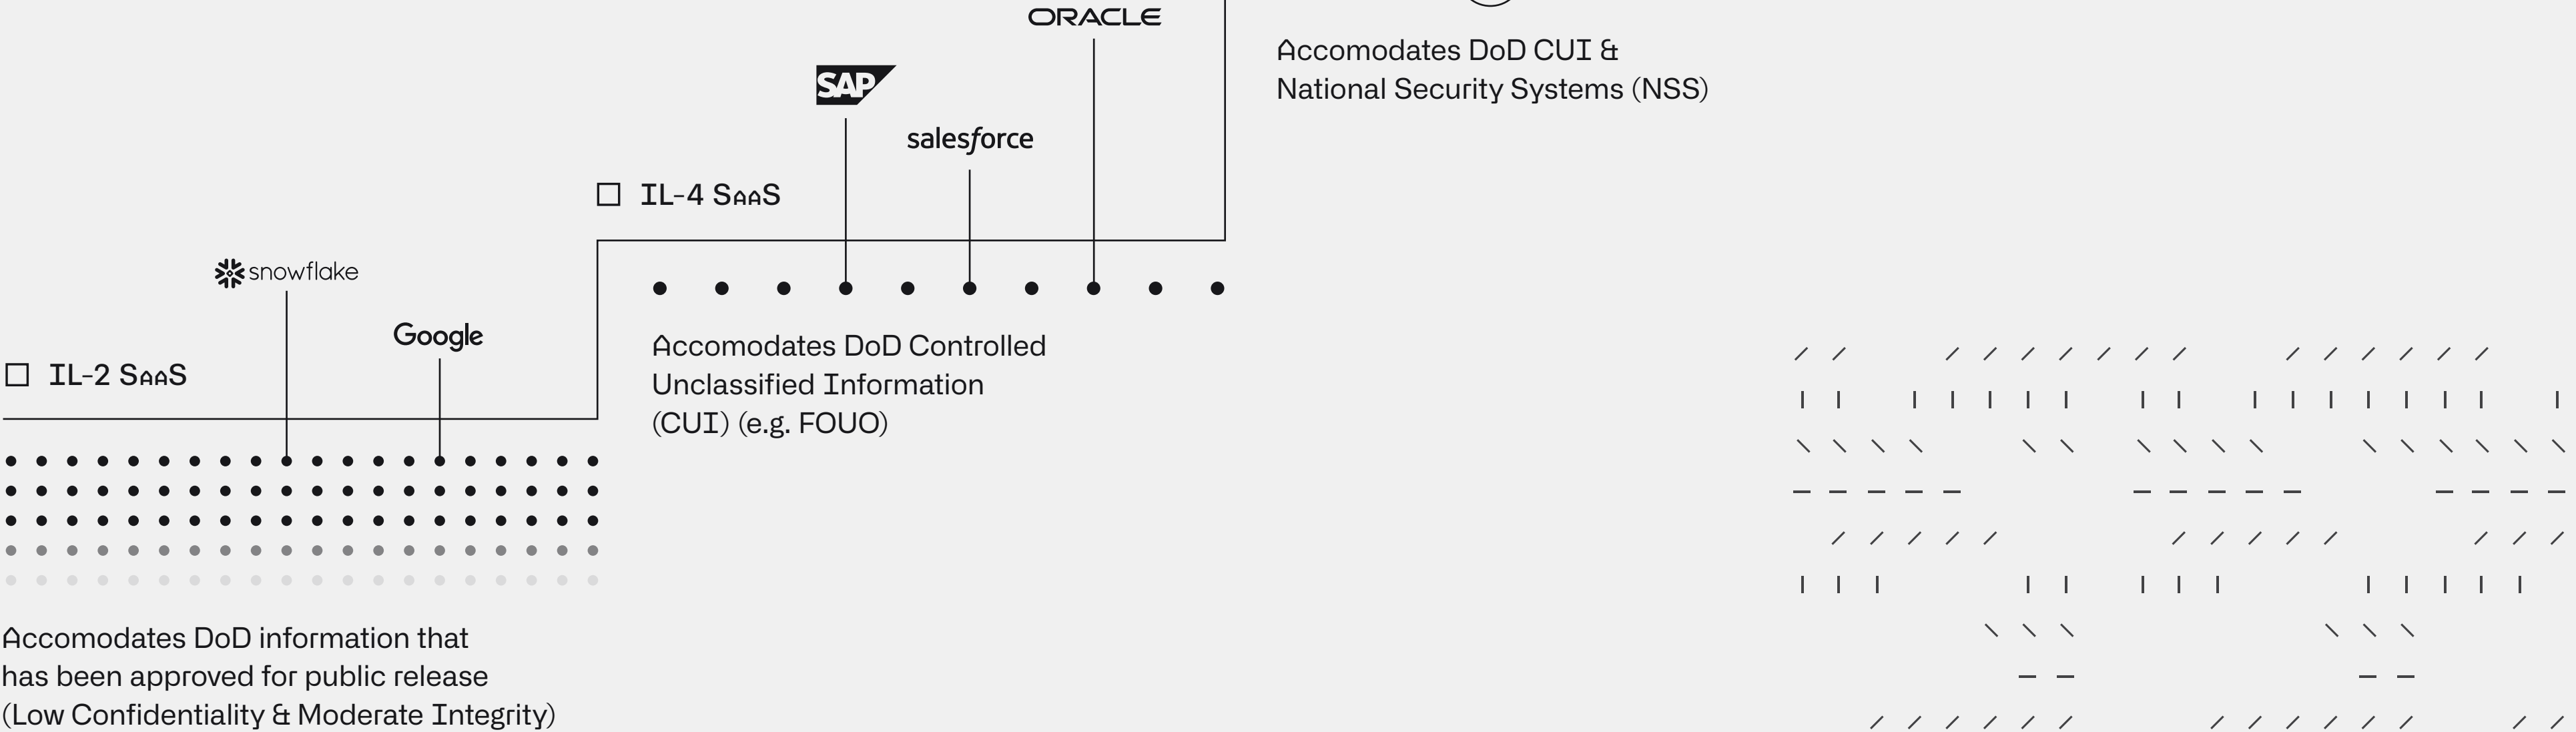 ORACLE
Accomodates DoD CUI &
National Security Systems (NSS)
SAP
salesforce
IL-4 SAAS
snowflake
Google
IL-2 SAAS
Accomodates DoD Controlled
Unclassified Information
(CUI) (e.g. FOUO)
Accomodates DoD information that
has been approved for public release
(Low Confidentiality & Moderate Integrity)